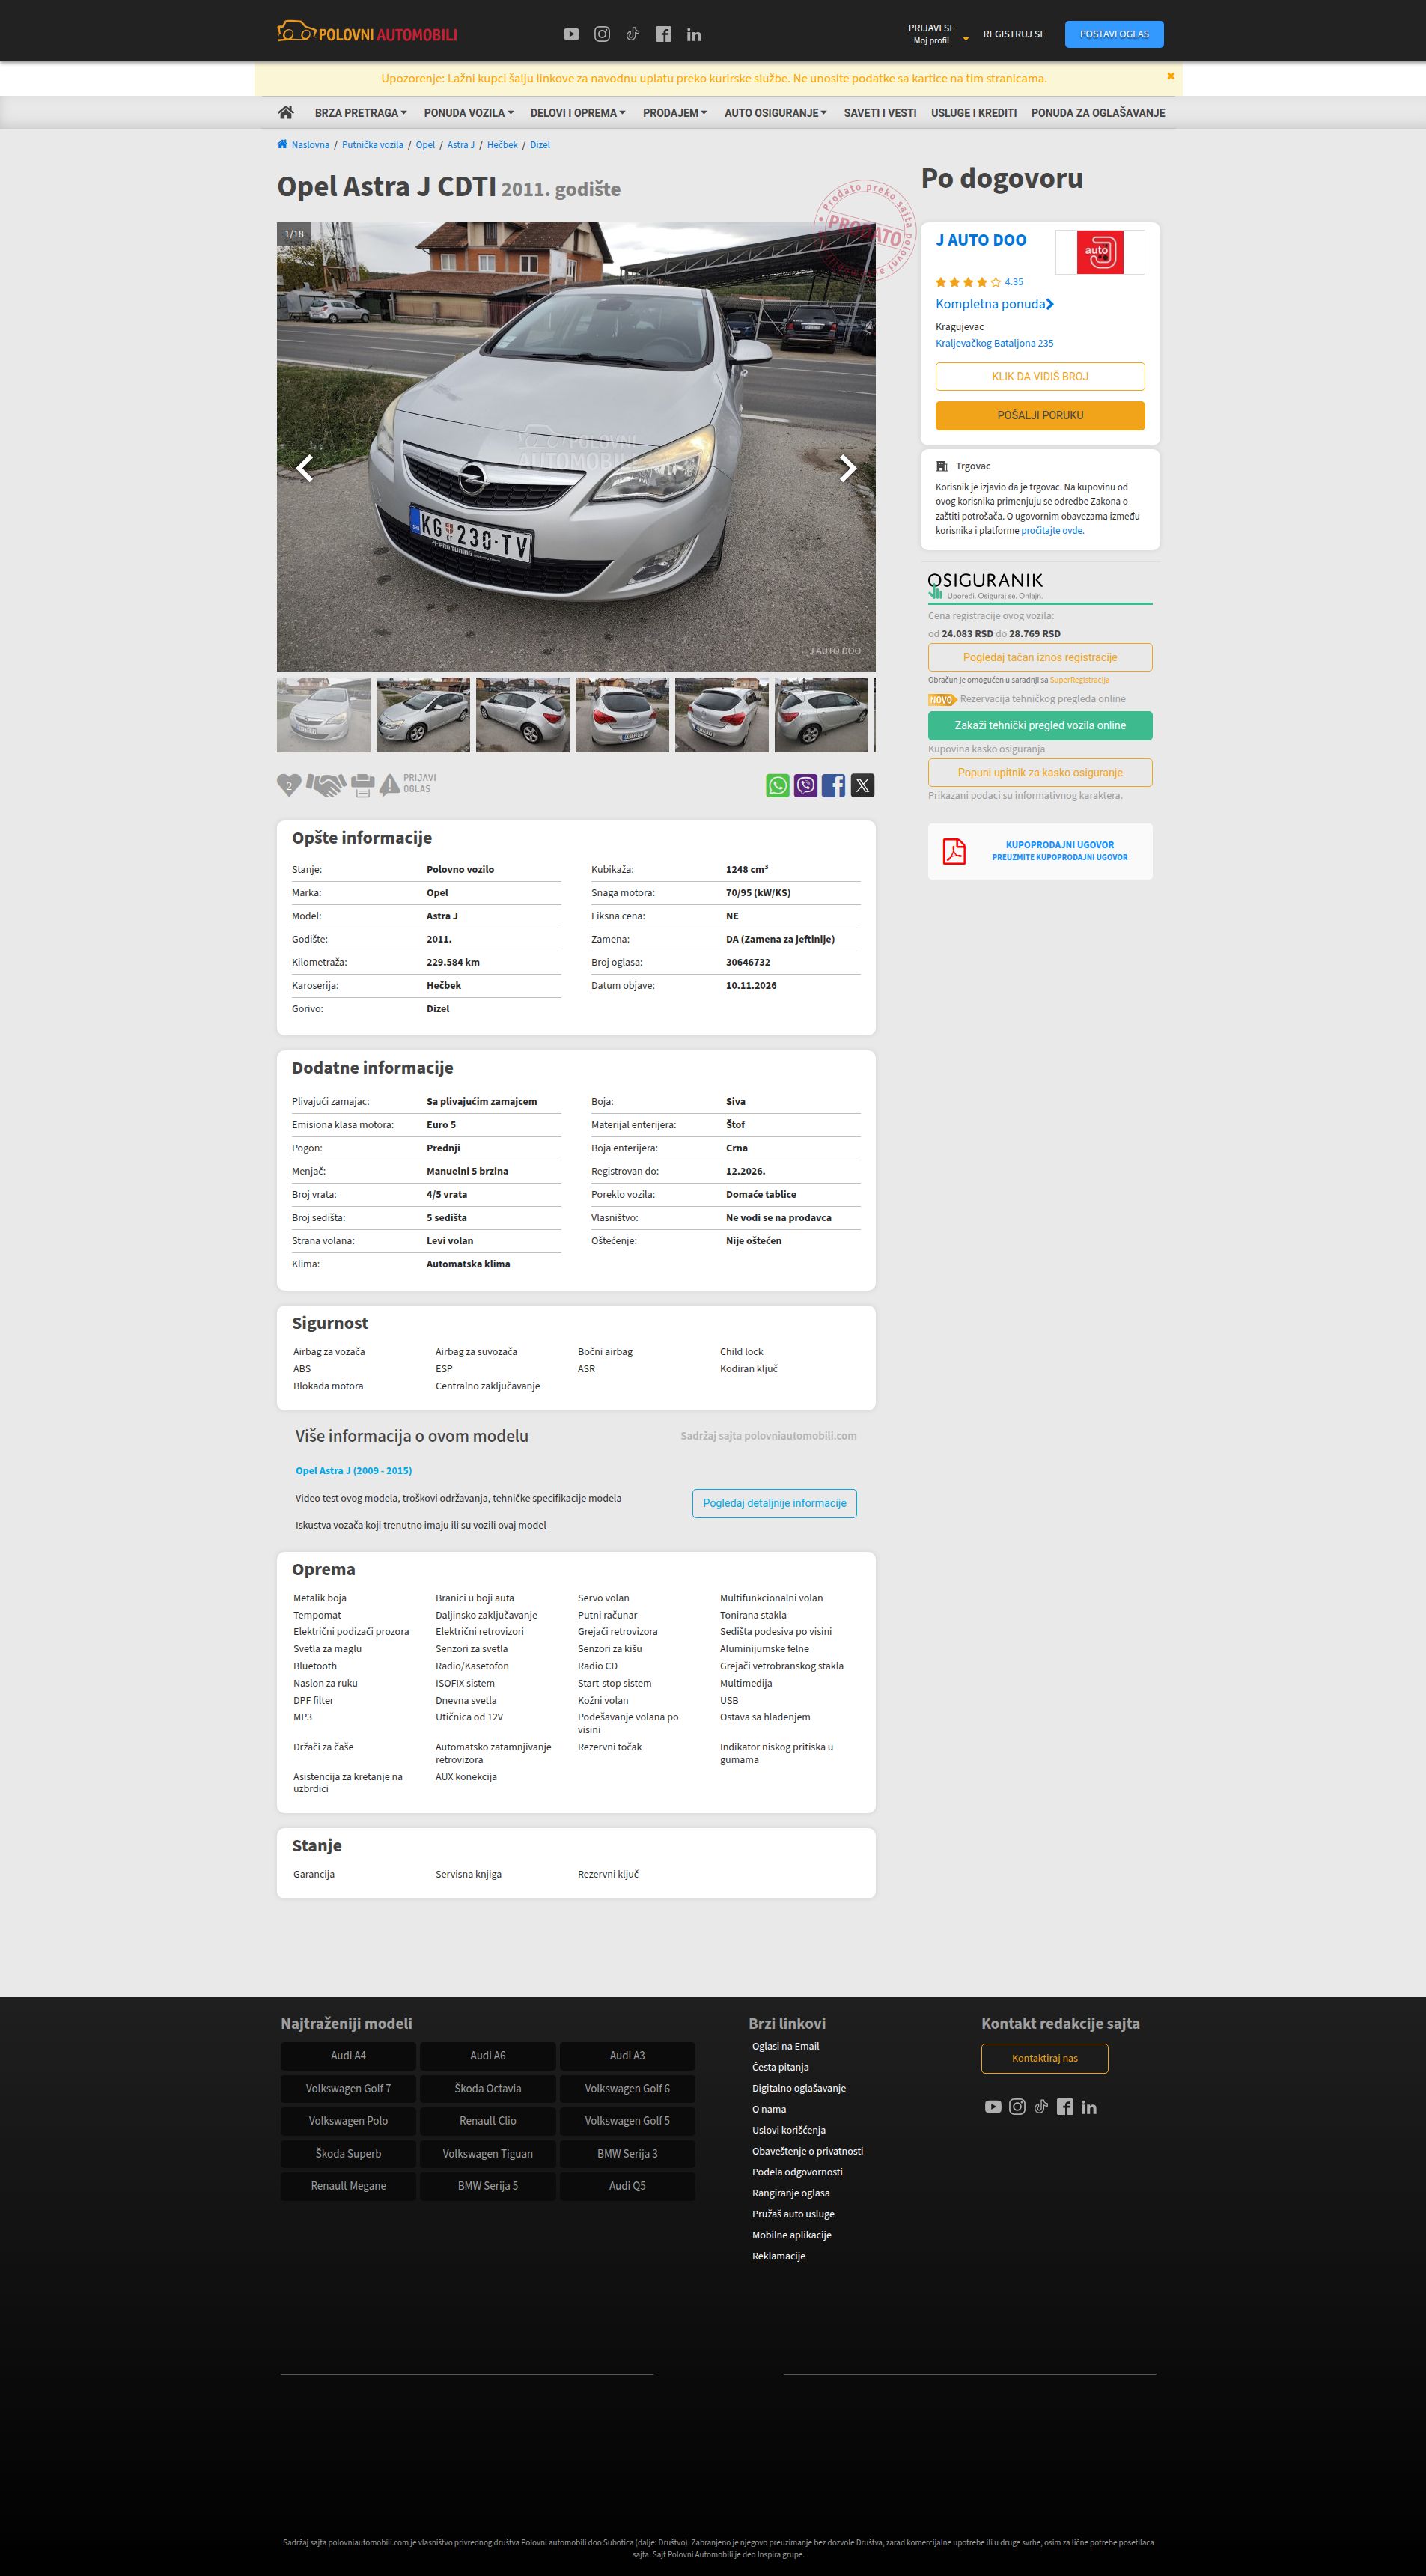 POLOVNI AUTOMOBILI
PRIJAVI SE
Moj profil
REGISTRUJ SE
POSTAVI OGLAS
Upozorenje: Lažni kupci šalju linkove za navodnu uplatu preko kurirske službe. Ne unosite podatke sa kartice na tim stranicama.
BRZA PRETRAGA PONUDA VOZILA DELOVI I OPREMA PRODAJEM AUTO OSIGURANJE SAVETI I VESTI USLUGE I KREDITI PONUDA ZA OGLAŠAVANJE
Naslovna / Putnička vozila / Opel / Astra J / Hečbek / Dizel
Opel Astra J CDTI 2011. godište
Po dogovoru
Prodato preko sajta
PRODATO
1/18
POLOVNI
AUTOMOBILI
KG 230-TV
PRO TUNING
J AUTO DOO
2
PRIJAVI
OGLAS
J AUTO DOO
auto
4.35
Kompletna ponuda
Kragujevac
Kraljevačkog Bataljona 235
KLIK DA VIDIŠ BROJ
POŠALJI PORUKU
Trgovac
Korisnik je izjavio da je trgovac. Na kupovinu od
ovog korisnika primenjuju se odredbe Zakona o
zaštiti potrošača. O ugovornim obavezama između
korisnika i platforme pročitajte ovde.
OSIGURANIK
Uporedi. Osiguraj se. Onlajn.
Cena registracije ovog vozila:
od 24.083 RSD do 28.769 RSD
Pogledaj tačan iznos registracije
Obračun je omogućen u saradnji sa SuperRegistracija
NOVO Rezervacija tehničkog pregleda online
Zakaži tehnički pregled vozila online
Kupovina kasko osiguranja
Popuni upitnik za kasko osiguranje
Prikazani podaci su informativnog karaktera.
KUPOPRODAJNI UGOVOR
PREUZMITE KUPOPRODAJNI UGOVOR
Opšte informacije
Stanje: Polovno vozilo
Marka: Opel
Model: Astra J
Godište: 2011.
Kilometraža: 229.584 km
Karoserija: Hečbek
Gorivo: Dizel
Kubikaža: 1248 cm³
Snaga motora: 70/95 (kW/KS)
Fiksna cena: NE
Zamena: DA (Zamena za jeftinije)
Broj oglasa: 30646732
Datum objave: 10.11.2026
Dodatne informacije
Plivajući zamajac: Sa plivajućim zamajcem
Emisiona klasa motora: Euro 5
Pogon: Prednji
Menjač: Manuelni 5 brzina
Broj vrata: 4/5 vrata
Broj sedišta: 5 sedišta
Strana volana: Levi volan
Klima: Automatska klima
Boja: Siva
Materijal enterijera: Štof
Boja enterijera: Crna
Registrovan do: 12.2026.
Poreklo vozila: Domaće tablice
Vlasništvo: Ne vodi se na prodavca
Oštećenje: Nije oštećen
Sigurnost
Airbag za vozača Airbag za suvozača Bočni airbag Child lock
ABS ESP ASR Kodiran ključ
Blokada motora Centralno zaključavanje
Više informacija o ovom modelu
Sadržaj sajta polovniautomobili.com
Opel Astra J (2009 - 2015)
Video test ovog modela, troškovi održavanja, tehničke specifikacije modela
Pogledaj detaljnije informacije
Iskustva vozača koji trenutno imaju ili su vozili ovaj model
Oprema
Metalik boja Branici u boji auta Servo volan Multifunkcionalni volan
Tempomat Daljinsko zaključavanje Putni računar Tonirana stakla
Električni podizači prozora Električni retrovizori Grejači retrovizora Sedišta podesiva po visini
Svetla za maglu Senzori za svetla Senzori za kišu Aluminijumske felne
Bluetooth Radio/Kasetofon Radio CD Grejači vetrobranskog stakla
Naslon za ruku ISOFIX sistem Start-stop sistem Multimedija
DPF filter Dnevna svetla Kožni volan USB
MP3 Utičnica od 12V Podešavanje volana po visini Ostava sa hlađenjem
Držači za čaše Automatsko zatamnjivanje retrovizora Rezervni točak Indikator niskog pritiska u gumama
Asistencija za kretanje na uzbrdici AUX konekcija
Stanje
Garancija Servisna knjiga Rezervni ključ
Najtraženiji modeli
Audi A4 Audi A6 Audi A3
Volkswagen Golf 7 Škoda Octavia Volkswagen Golf 6
Volkswagen Polo Renault Clio Volkswagen Golf 5
Škoda Superb Volkswagen Tiguan BMW Serija 3
Renault Megane BMW Serija 5 Audi Q5
Brzi linkovi
Oglasi na Email
Česta pitanja
Digitalno oglašavanje
O nama
Uslovi korišćenja
Obaveštenje o privatnosti
Podela odgovornosti
Rangiranje oglasa
Pružaš auto usluge
Mobilne aplikacije
Reklamacije
Kontakt redakcije sajta
Kontaktiraj nas
Sadržaj sajta polovniautomobili.com je vlasništvo privrednog društva Polovni automobili doo Subotica (dalje: Društvo). Zabranjeno je njegovo preuzimanje bez dozvole Društva, zarad komercijalne upotrebe ili u druge svrhe, osim za lične potrebe posetilaca
sajta. Sajt Polovni Automobili je deo Inspira grupe.